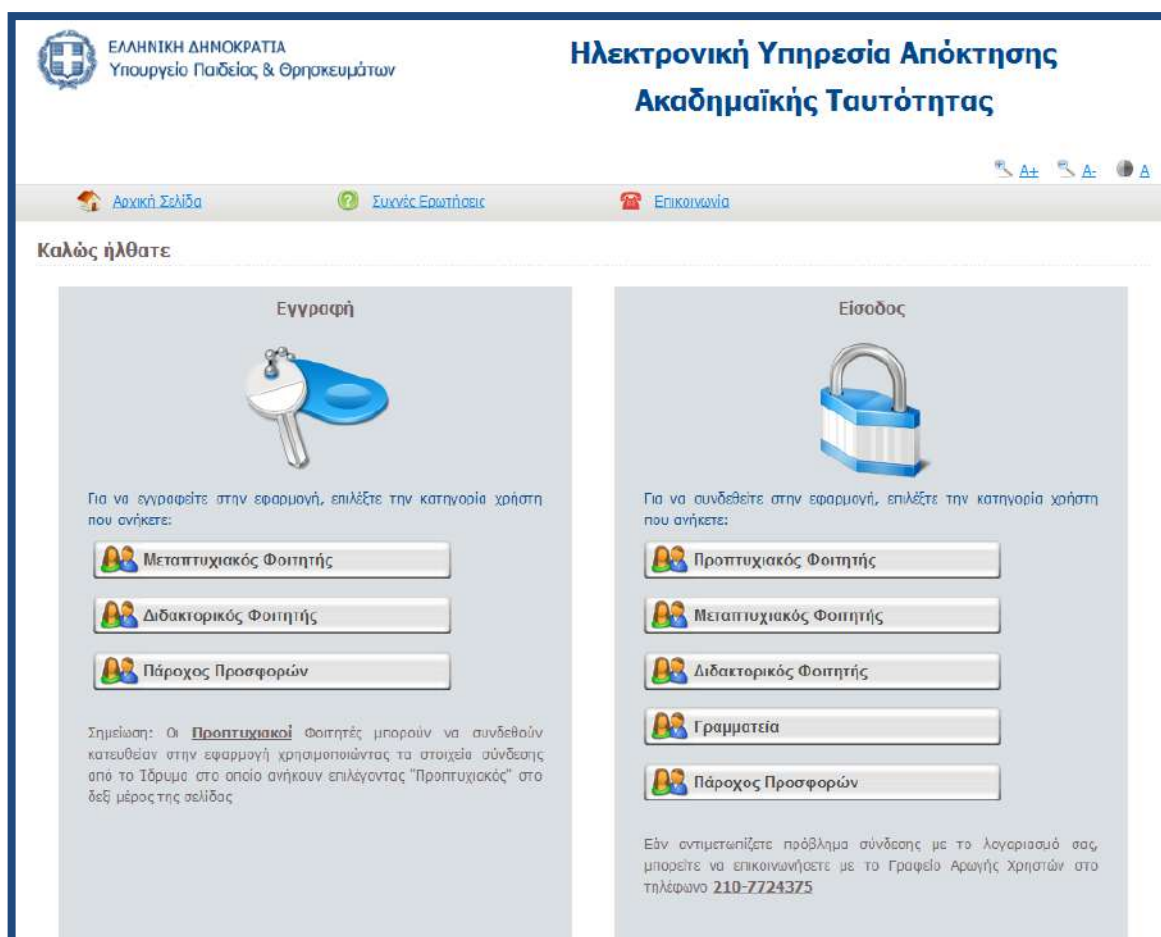 ΕΛΛΗΝΙΚΗ ΔΗΜΟΚΡΑΤΙΑ
Υπουργείο Παιδείας & Θρησκευμάτων
Ηλεκτρονική Υπηρεσία Απόκτησης
Ακαδημαϊκής Ταυτότητας
A+ A- A
Αρχική Σελίδα Συχνές Ερωτήσεις Επικοινωνία
Καλώς ήλθατε
Εγγραφή
Για να εγγραφείτε στην εφαρμογή, επιλέξτε την κατηγορία χρήστη
που ανήκετε:
Μεταπτυχιακός Φοιτητής
Διδακτορικός Φοιτητής
Πάροχος Προσφορών
Σημείωση: Οι Προπτυχιακοί Φοιτητές μπορούν να συνδεθούν
κατευθείαν στην εφαρμογή χρησιμοποιώντας τα στοιχεία σύνδεσης
από το Ίδρυμα στο οποίο ανήκουν επιλέγοντας "Προπτυχιακός" στο
δεξί μέρος της σελίδας
Είσοδος
Για να συνδεθείτε στην εφαρμογή, επιλέξτε την κατηγορία χρήστη
που ανήκετε:
Προπτυχιακός Φοιτητής
Μεταπτυχιακός Φοιτητής
Διδακτορικός Φοιτητής
Γραμματεία
Πάροχος Προσφορών
Εάν αντιμετωπίζετε πρόβλημα σύνδεσης με το λογαριασμό σας,
μπορείτε να επικοινωνήσετε με το Γραφείο Αρωγής Χρηστών στο
τηλέφωνο 210-7724375